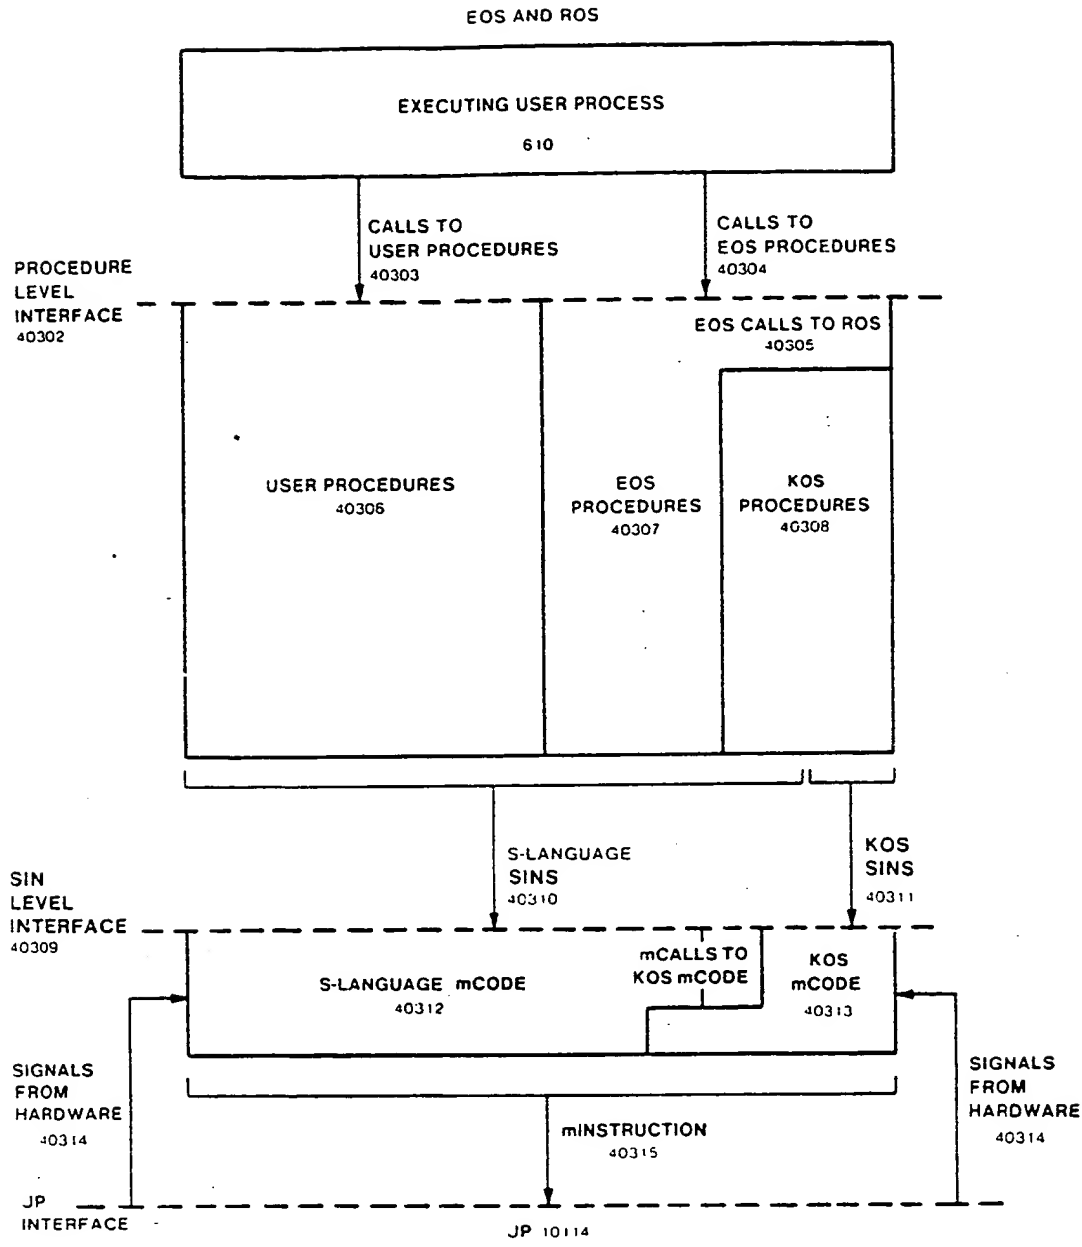 EOS AND ROS
EXECUTING USER PROCESS
610
CALLS TO
USER PROCEDURES
40303
CALLS TO
EOS PROCEDURES
40304
PROCEDURE
LEVEL
INTERFACE
40302
EOS CALLS TO ROS
40305
USER PROCEDURES
40306
EOS
PROCEDURES
40307
KOS
PROCEDURES
40308
S-LANGUAGE
SINS
40310
KOS
SINS
40311
SIN
LEVEL
INTERFACE
40309
S-LANGUAGE mCODE
40312
mCALLS TO
KOS mCODE
KOS
mCODE
40313
SIGNALS
FROM
HARDWARE
40314
SIGNALS
FROM
HARDWARE
40314
mINSTRUCTION
40315
JP
INTERFACE
JP 10114